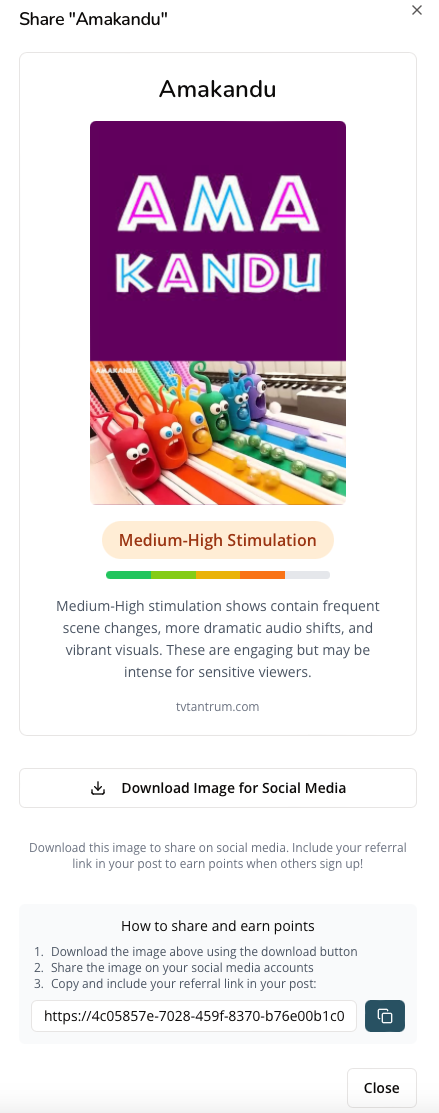 Share "Amakandu"
Amakandu
AMA
KANDU
AMAKANDU
Medium-High Stimulation
Medium-High stimulation shows contain frequent
scene changes, more dramatic audio shifts, and
vibrant visuals. These are engaging but may be
intense for sensitive viewers.
tvtantrum.com
Download Image for Social Media
Download this image to share on social media. Include your referral
link in your post to earn points when others sign up!
How to share and earn points
1. Download the image above using the download button
2. Share the image on your social media accounts
3. Copy and include your referral link in your post:
https://4c05857e-7028-459f-8370-b76e00b1c0
Close